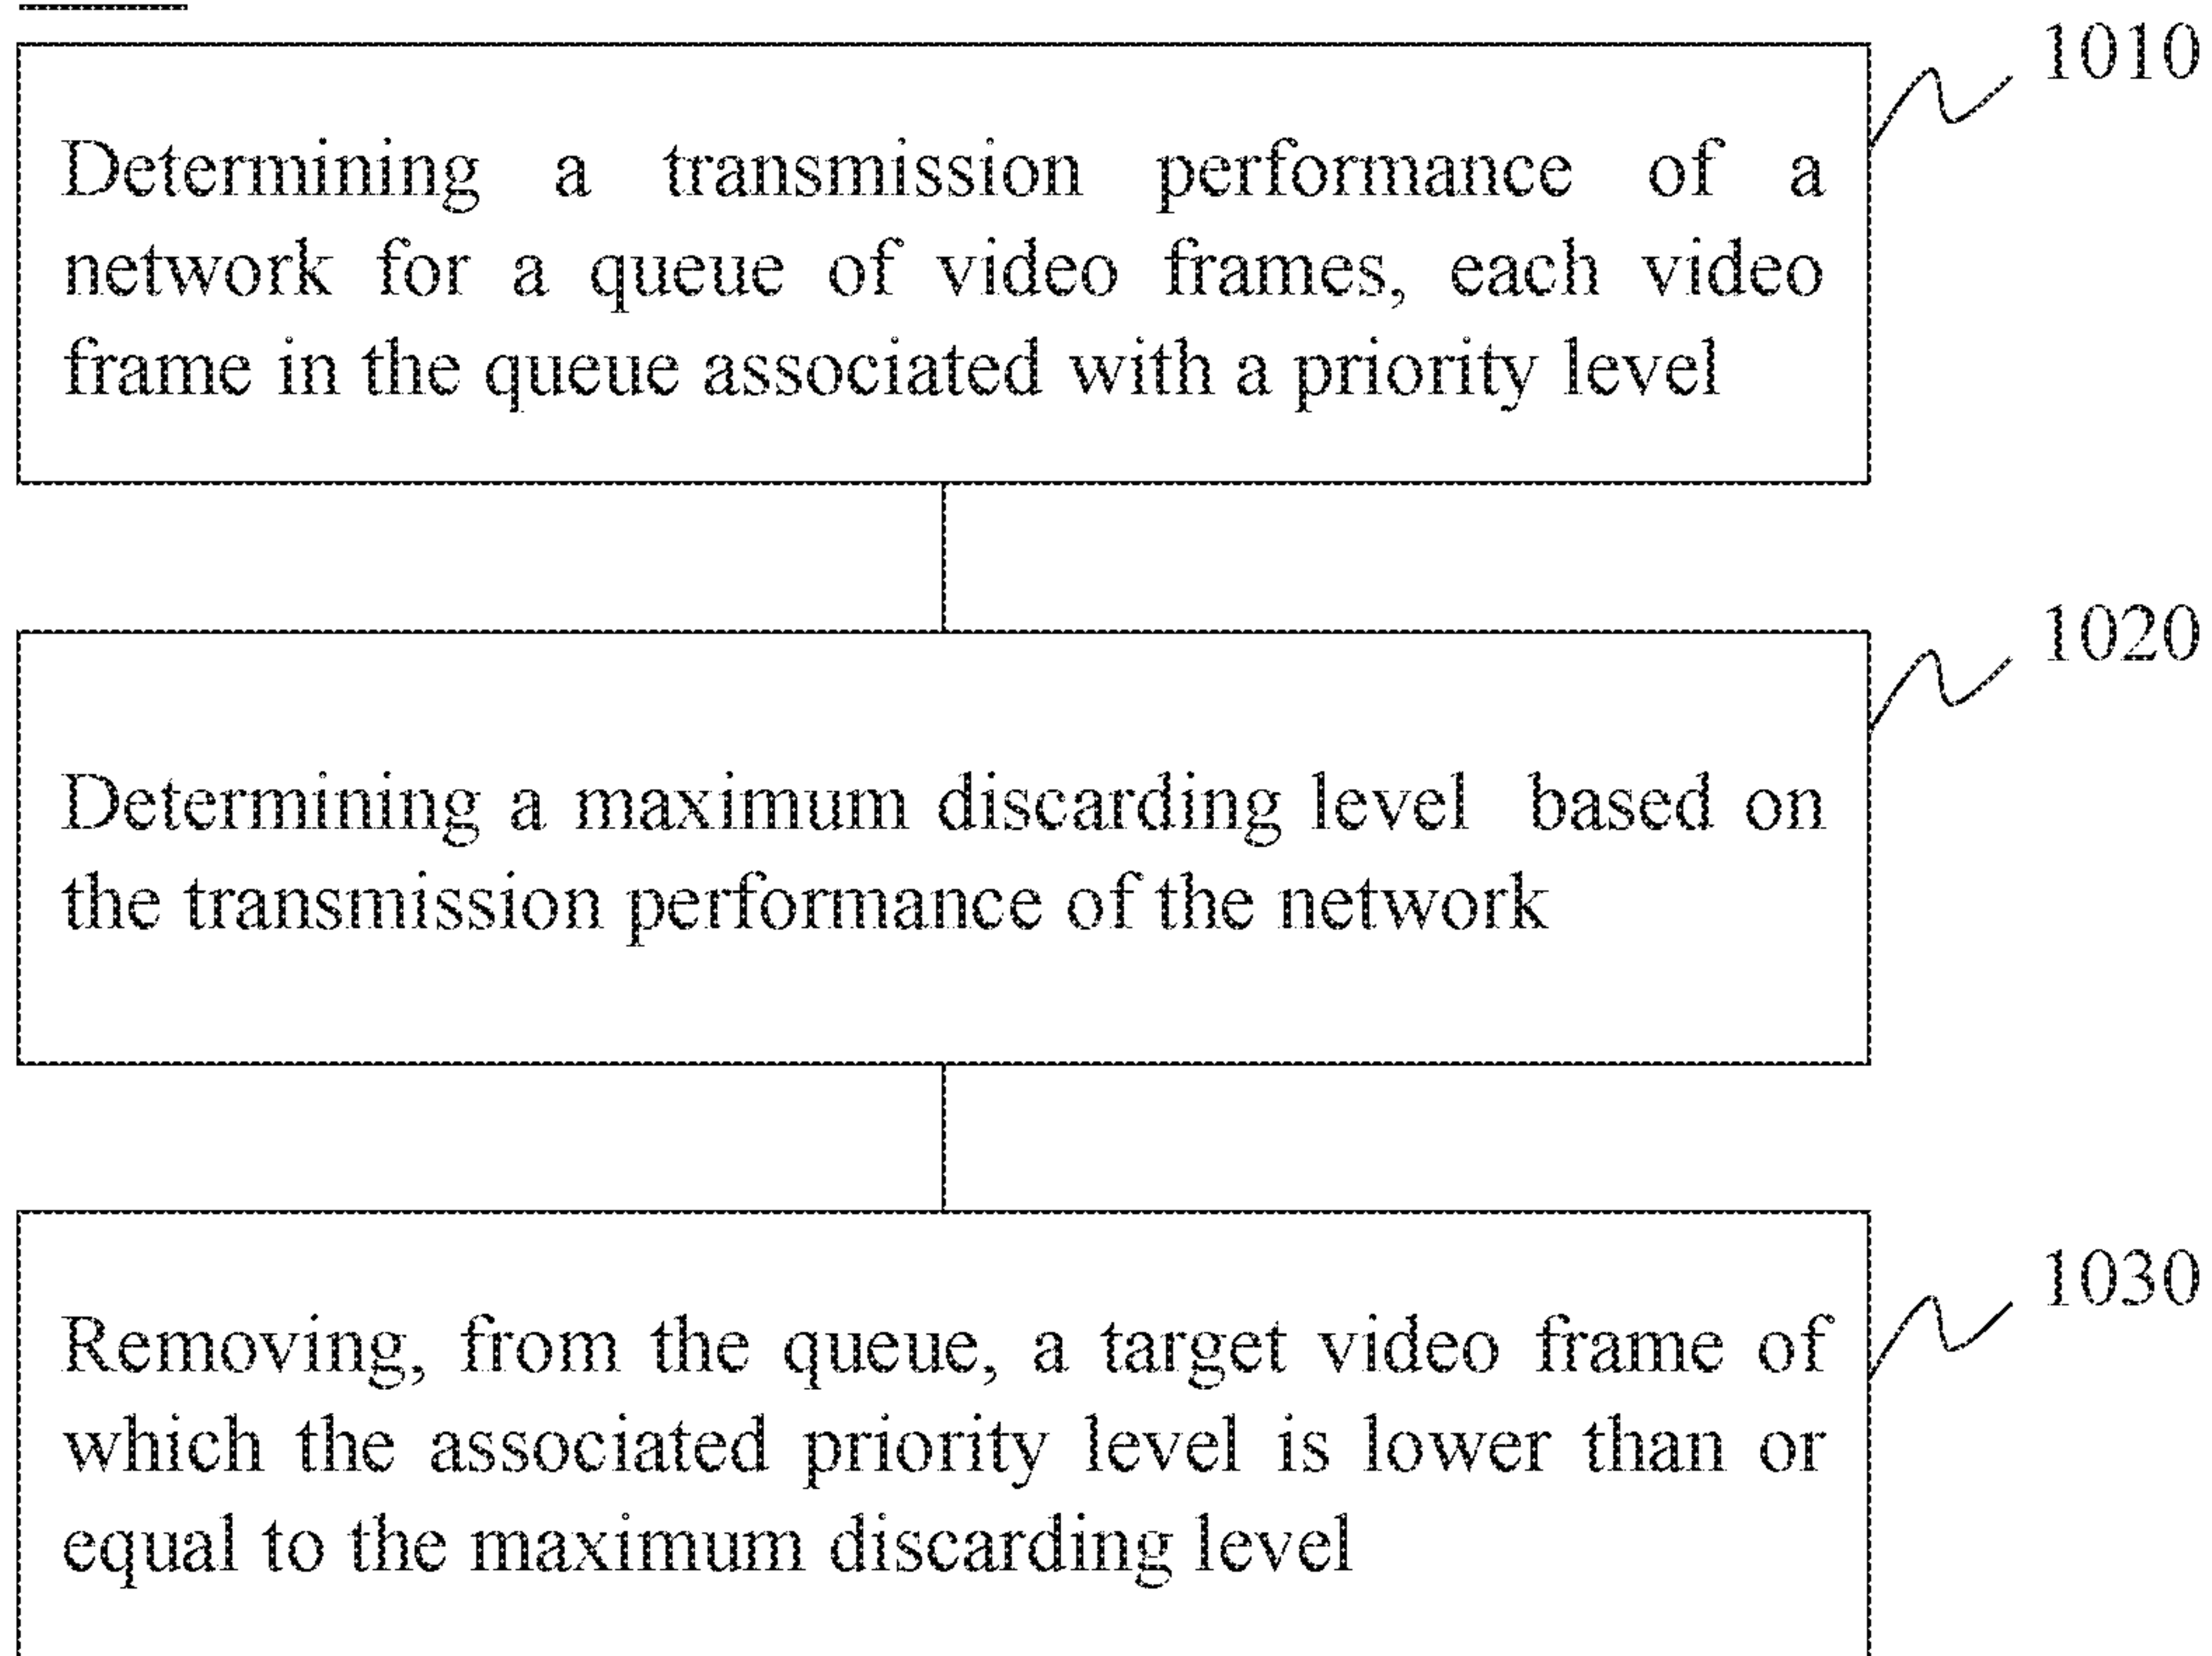 1010
Determining a transmission performance of a
network for a queue of video frames, each video
frame in the queue associated with a priority level
1020
Determining a maximum discarding level based on
the transmission performance of the network
1030
Removing, from the queue, a target video frame of
which the associated priority level is lower than or
equal to the maximum discarding level